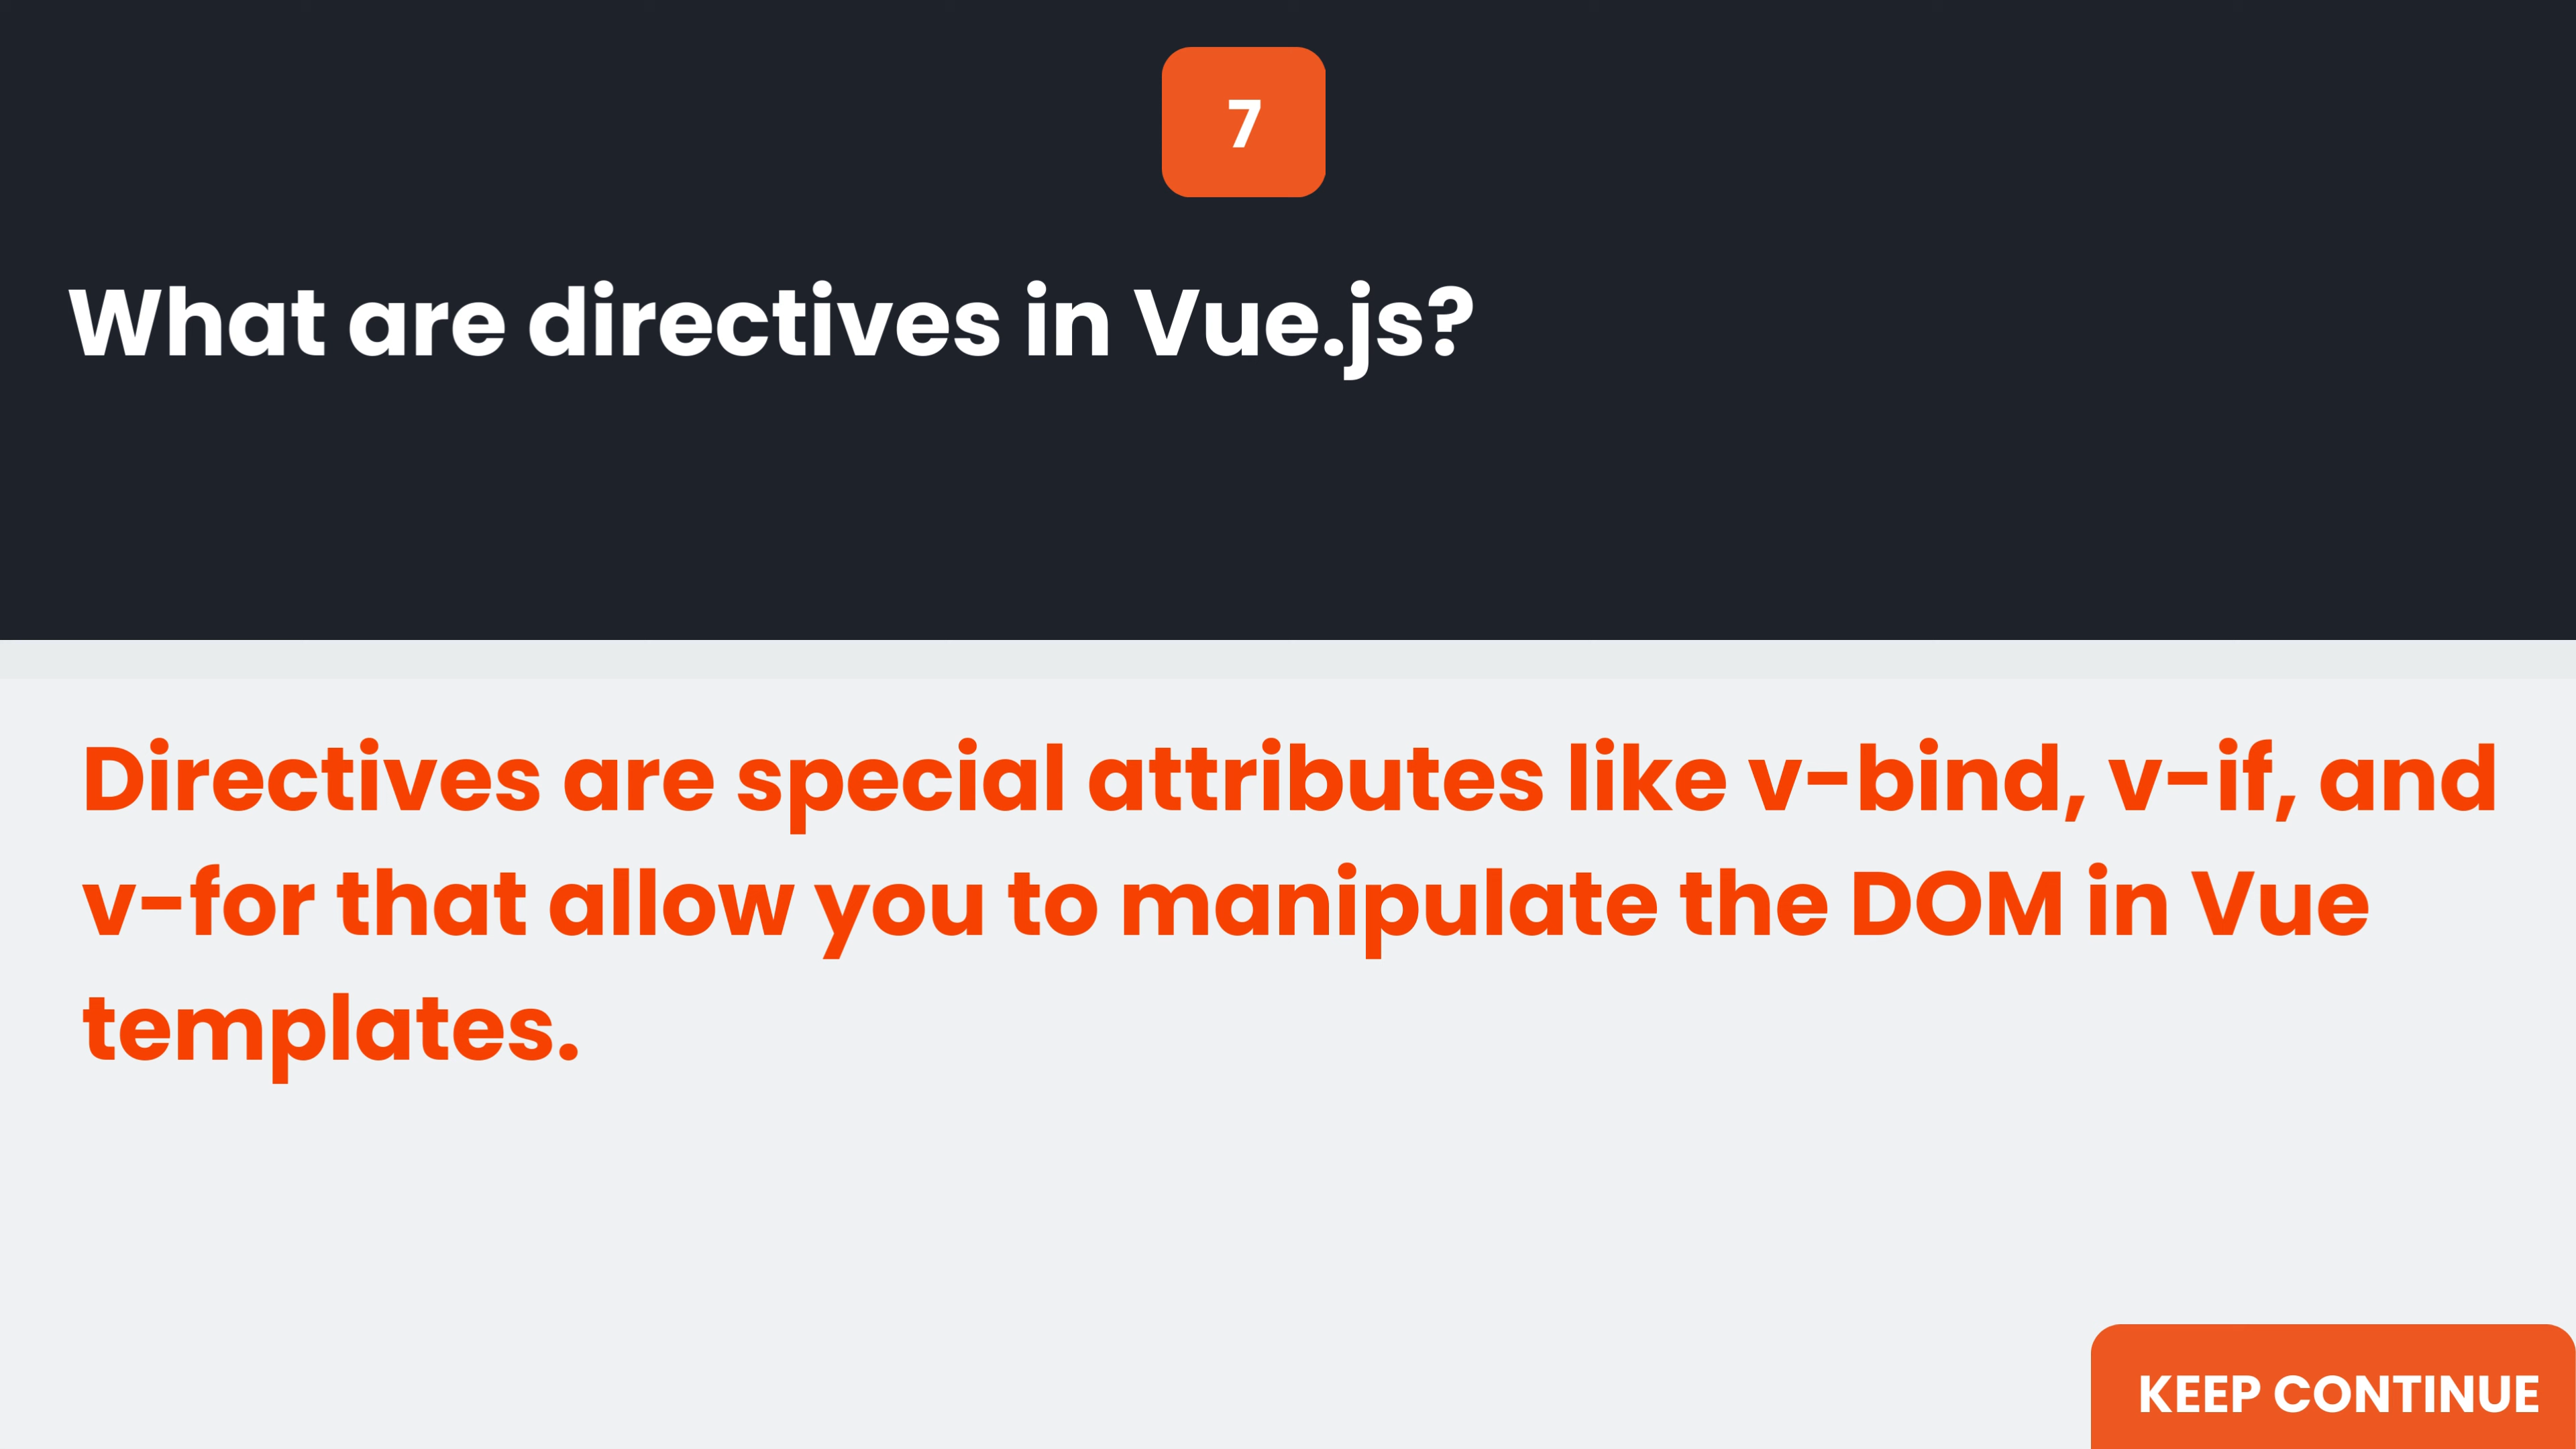 7
What are directives in Vue.js?
Directives are special attributes like v-bind, v-if, and
v-for that allow you to manipulate the DOM in Vue
templates.
KEEP CONTINUE